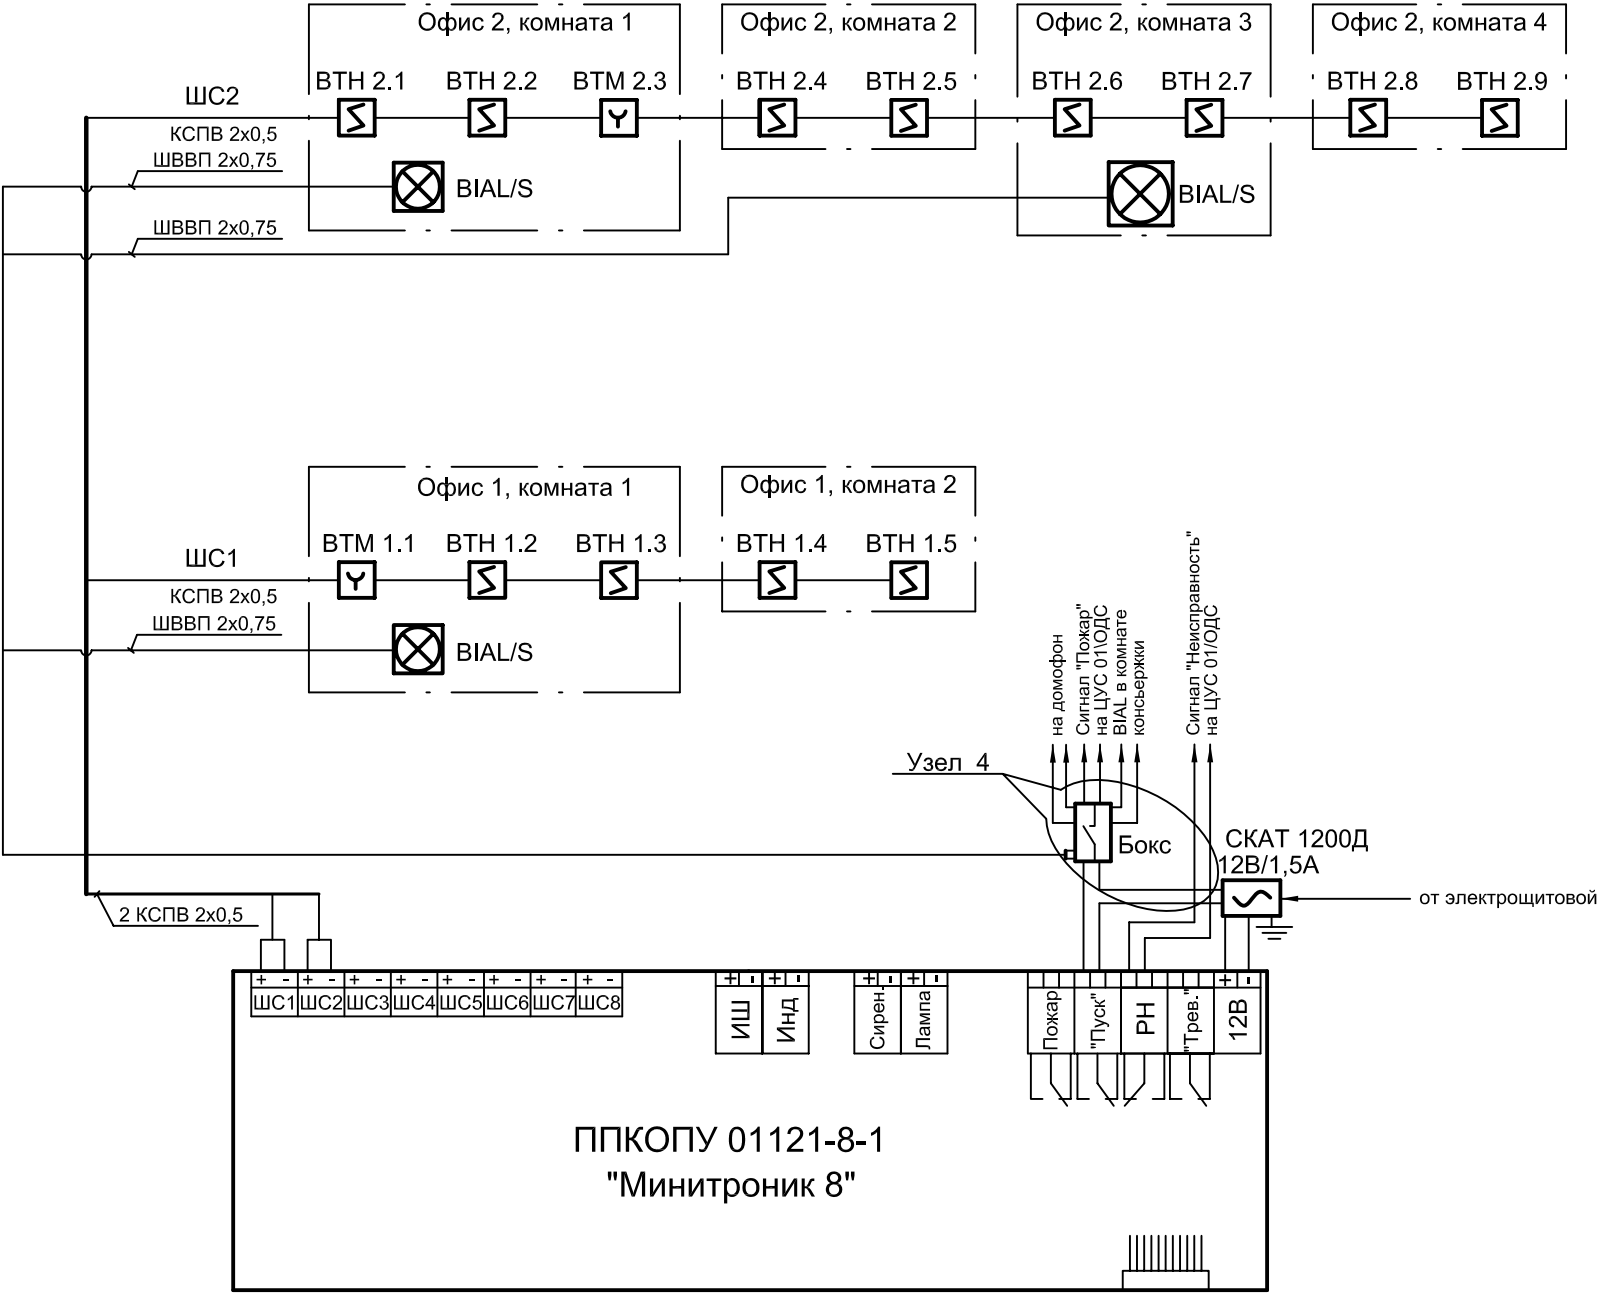 Офис 2, комната 1
Офис 2, комната 2
Офис 2, комната 3
Офис 2, комната 4
ВТН 2.1
ВТН 2.2
ВТМ 2.3
ВТН 2.4
ВТН 2.5
ВТН 2.6
ВТН 2.7
ВТН 2.8
ВТН 2.9
ШС2
КСПВ 2х0,5
ШВВП 2х0,75
BIAL/S
BIAL/S
ШВВП 2х0,75
Офис 1, комната 1
Офис 1, комната 2
ВТМ 1.1
ВТН 1.2
ВТН 1.3
ВТН 1.4
ВТН 1.5
ШС1
КСПВ 2х0,5
ШВВП 2х0,75
BIAL/S
на домофон
Сигнал "Пожар"
на ЦУС 01\ОДС
BIAL в комнате
консьержки
Сигнал "Неисправность"
на ЦУС 01/ОДС
Узел 4
Бокс
СКАТ 1200Д
12В/1,5А
от электрощитовой
2 КСПВ 2х0,5
+ - + - + - + - + - + - + - + -
ШС1 ШС2 ШС3 ШС4 ШС5 ШС6 ШС7 ШС8
+ - + -
ИШ
Инд
+ - + -
Сирен.
Лампа
+ -
Пожар
"Пуск"
РН
"Трев."
12В
ППКОПУ 01121-8-1
"Минитроник 8"